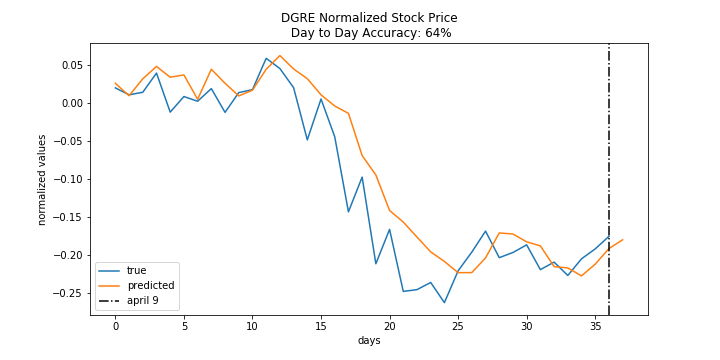 DGRE Normalized Stock Price
Day to Day Accuracy: 64%
normalized values
0.05
0.00
−0.05
−0.10
−0.15
−0.20
−0.25
true
predicted
april 9
0 5 10 15 20 25 30 35
days